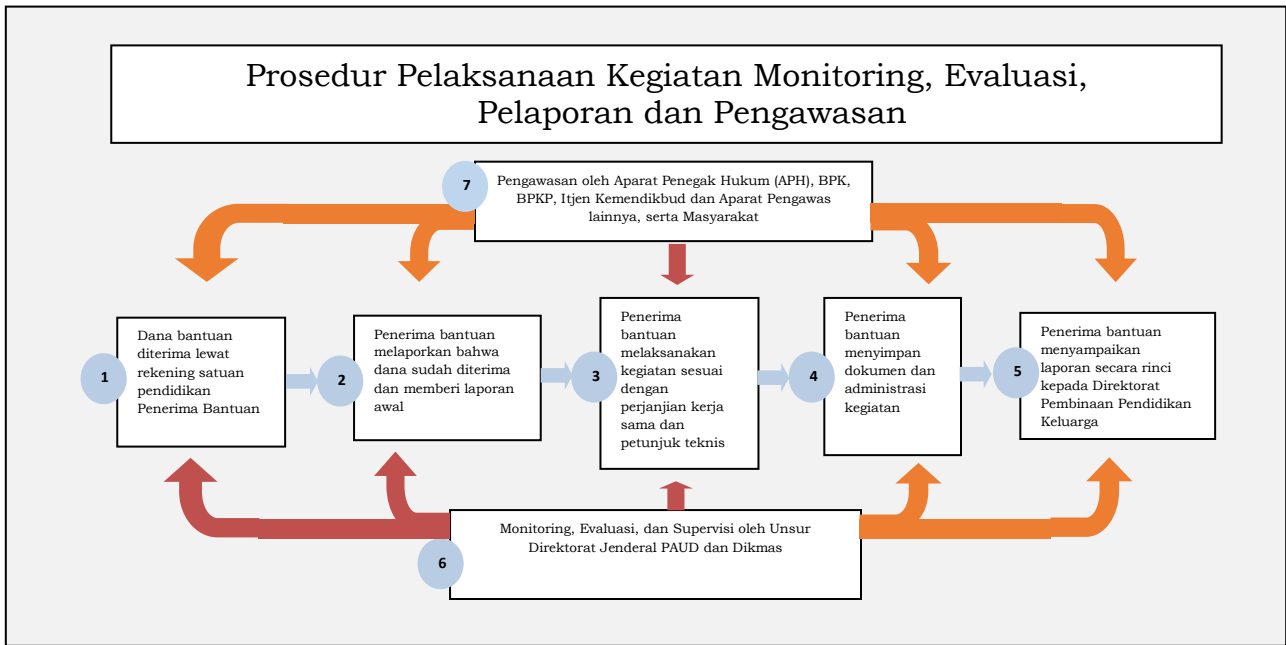 Prosedur Pelaksanaan Kegiatan Monitoring, Evaluasi,
Pelaporan dan Pengawasan
7
Pengawasan oleh Aparat Penegak Hukum (APH), BPK,
BPKP, Itjen Kemendikbud dan Aparat Pengawas
lainnya, serta Masyarakat
1
Dana bantuan
diterima lewat
rekening satuan
pendidikan
Penerima Bantuan
2
Penerima bantuan
melaporkan bahwa
dana sudah diterima
dan memberi laporan
awal
3
Penerima
bantuan
melaksanakan
kegiatan sesuai
dengan
perjanjian kerja
sama dan
petunjuk teknis
4
Penerima
bantuan
menyimpan
dokumen dan
administrasi
kegiatan
5
Penerima bantuan
menyampaikan
laporan secara rinci
kepada Direktorat
Pembinaan Pendidikan
Keluarga
6
Monitoring, Evaluasi, dan Supervisi oleh Unsur
Direktorat Jenderal PAUD dan Dikmas